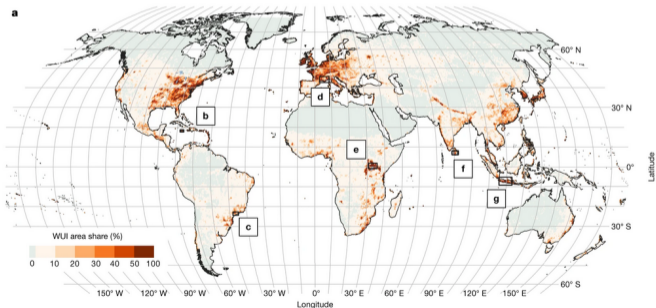 a
60° N
b
d
30° N
e
0°
Latitude
f
g
c
30° S
WUI area share (%)
0 10 20 30 40 50 100
60° S
150° W 120° W 90° W 60° W 30° W 0° 30° E 60° E 90° E 120° E 150° E
Longitude